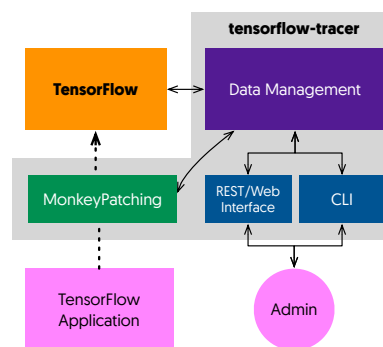 tensorflow-tracer
TensorFlow
Data Management
MonkeyPatching
REST/Web
Interface
CLI
TensorFlow
Application
Admin